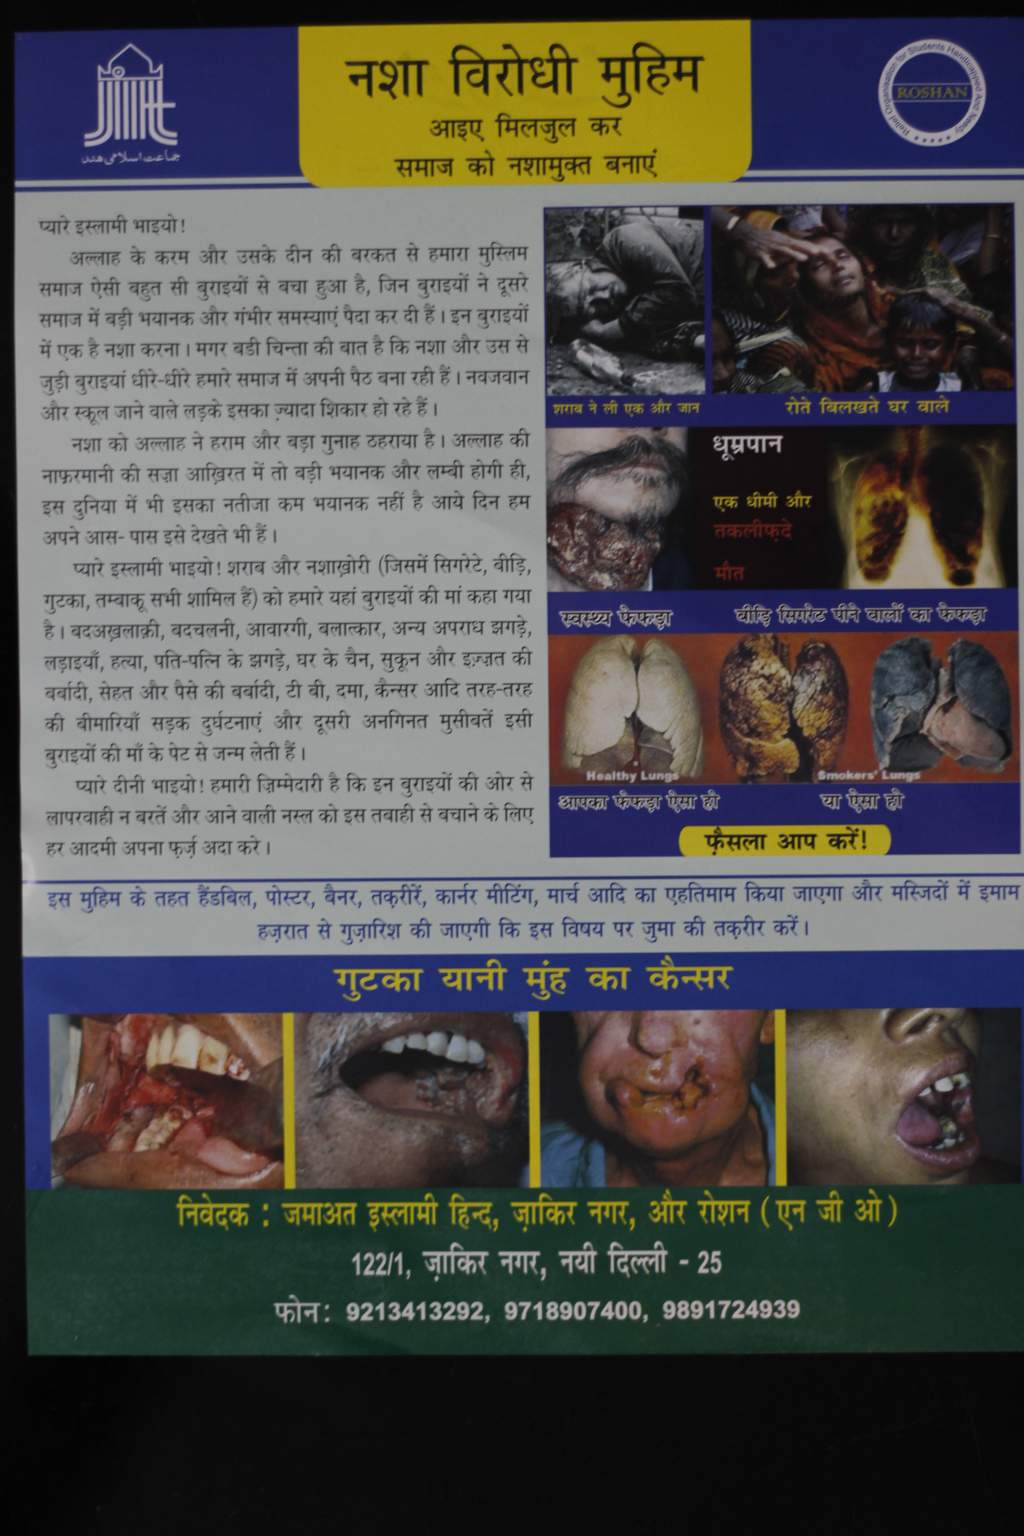 नशा विरोधी मुहिम
आइए मिलजुल कर
समाज को नशामुक्त बनाएं
جماعت اسلامی هند
Relief Organisation for Students Handicapped And Needy
ROSHAN
प्यारे इस्लामी भाइयो!
अल्लाह के करम और उसके दीन की बरकत से हमारा मुस्लिम
समाज ऐसी बहुत सी बुराइयों से बचा हुआ है, जिन बुराइयों ने दूसरे
समाज में बड़ी भयानक और गंभीर समस्याएं पैदा कर दी हैं। इन बुराइयों
में एक है नशा करना। मगर बडी चिन्ता की बात है कि नशा और उस से
जुड़ी बुराइयां धीरे-धीरे हमारे समाज में अपनी पैठ बना रही हैं। नवजवान
और स्कूल जाने वाले लड़के इसका ज़्यादा शिकार हो रहे हैं।
नशा को अल्लाह ने हराम और बड़ा गुनाह ठहराया है। अल्लाह की
नाफ़रमानी की सज़ा आख़िरत में तो बड़ी भयानक और लम्बी होगी ही,
इस दुनिया में भी इसका नतीजा कम भयानक नहीं है आये दिन हम
अपने आस- पास इसे देखते भी हैं।
प्यारे इस्लामी भाइयो! शराब और नशाख़ोरी (जिसमें सिगरेटे, बीड़ि,
गुटका, तम्बाकू सभी शामिल हैं) को हमारे यहां बुराइयों की मां कहा गया
है। बदअख़लाक़ी, बदचलनी, आवारगी, बलात्कार, अन्य अपराध झगड़े,
लड़ाइयाँ, हत्या, पति-पत्नि के झगड़े, घर के चैन, सुकून और इज़्ज़त की
बर्बादी, सेहत और पैसे की बर्बादी, टी बी, दमा, कैन्सर आदि तरह-तरह
की बीमारियाँ सड़क दुर्घटनाएं और दूसरी अनगिनत मुसीबतें इसी
बुराइयों की माँ के पेट से जन्म लेती हैं।
प्यारे दीनी भाइयो! हमारी ज़िम्मेदारी है कि इन बुराइयों की ओर से
लापरवाही न बरतें और आने वाली नस्ल को इस तबाही से बचाने के लिए
हर आदमी अपना फ़र्ज़ अदा करे।
शराब ने ली एक और जान
रोते बिलखते घर वाले
धूम्रपान
एक धीमी और
तकलीफ़दे
मौत
स्वस्थ्य फेफड़ा
बीड़ि सिगरेट पीने वालों का फेफड़ा
Healthy Lungs
Smokers' Lungs
आपका फेफड़ा ऐसा हो
या ऐसा हो
फ़ैसला आप करें!
इस मुहिम के तहत हैंडबिल, पोस्टर, बैनर, तक़रीरें, कार्नर मीटिंग, मार्च आदि का एहतिमाम किया जाएगा और मस्जिदों में इमाम
हज़रात से गुज़ारिश की जाएगी कि इस विषय पर जुमा की तक़रीर करें।
गुटका यानी मुंह का कैन्सर
निवेदक : जमाअत इस्लामी हिन्द, ज़ाकिर नगर, और रोशन (एन जी ओ)
122/1, ज़ाकिर नगर, नयी दिल्ली - 25
फोन: 9213413292, 9718907400, 9891724939